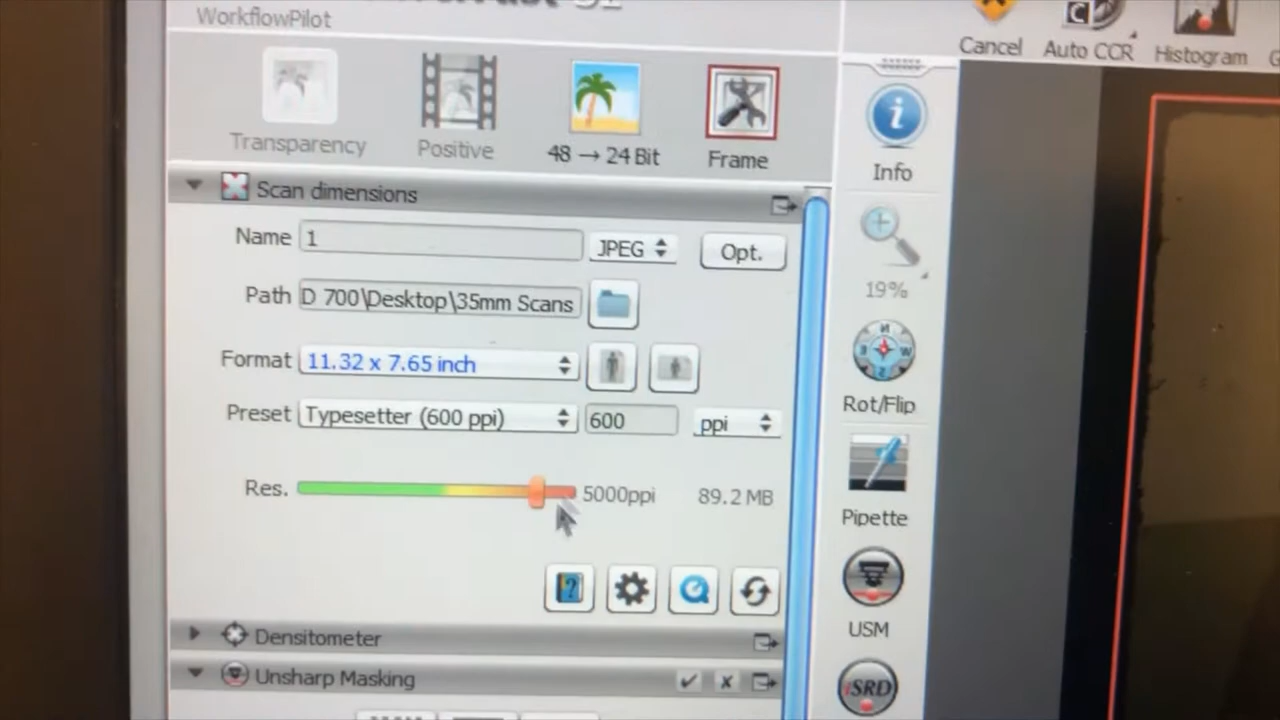 WorkflowPilot
Cancel
Auto CCR
Histogram
Transparency
Positive
48 → 24 Bit
Frame
Info
Scan dimensions
Name 1 JPEG Opt.
Path D 700\Desktop\35mm Scans
19%
Format 11.32 x 7.65 inch
Rot/Flip
Preset Typesetter (600 ppi) 600 ppi
Res. 5000ppi 89.2 MB
Pipette
Densitometer
USM
Unsharp Masking
iSRD